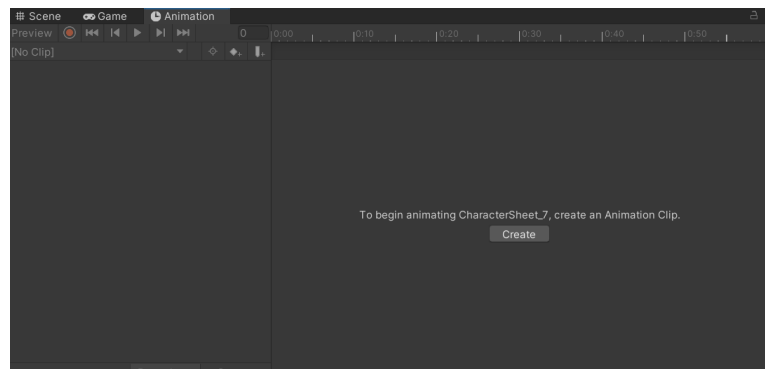 Scene Game Animation
Preview 0 0:00 0:10 0:20 0:30 0:40 0:50
[No Clip]
To begin animating CharacterSheet_7, create an Animation Clip.
Create